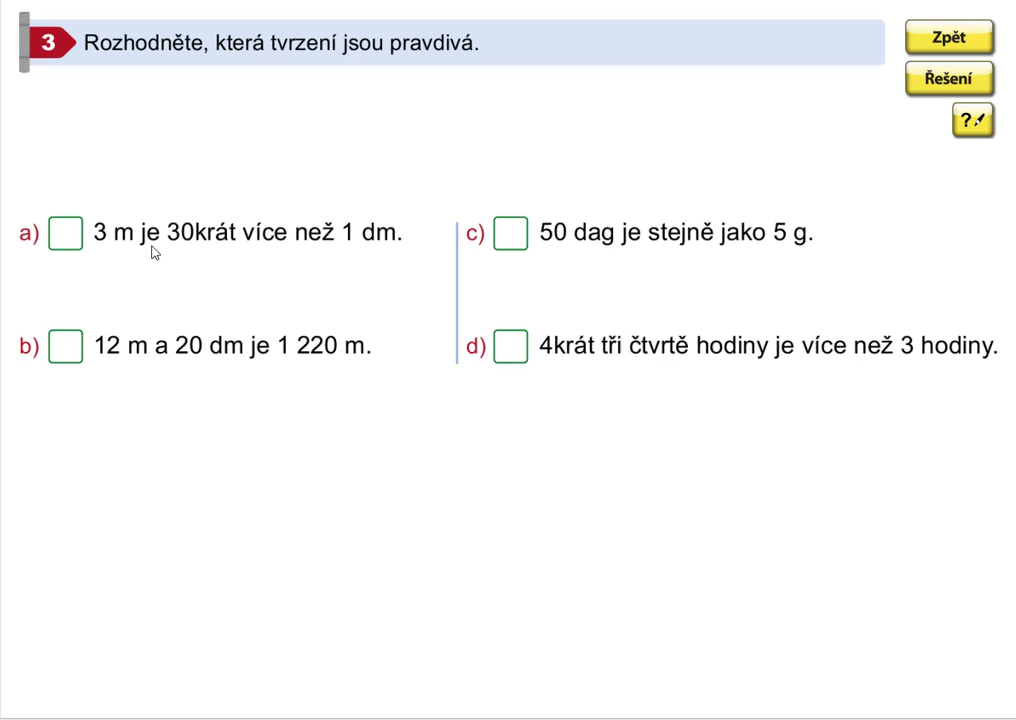 3 Rozhodněte, která tvrzení jsou pravdivá.
Zpět
Řešení
?
a) 3 m je 30krát více než 1 dm.
b) 12 m a 20 dm je 1 220 m.
c) 50 dag je stejně jako 5 g.
d) 4krát tři čtvrtě hodiny je více než 3 hodiny.